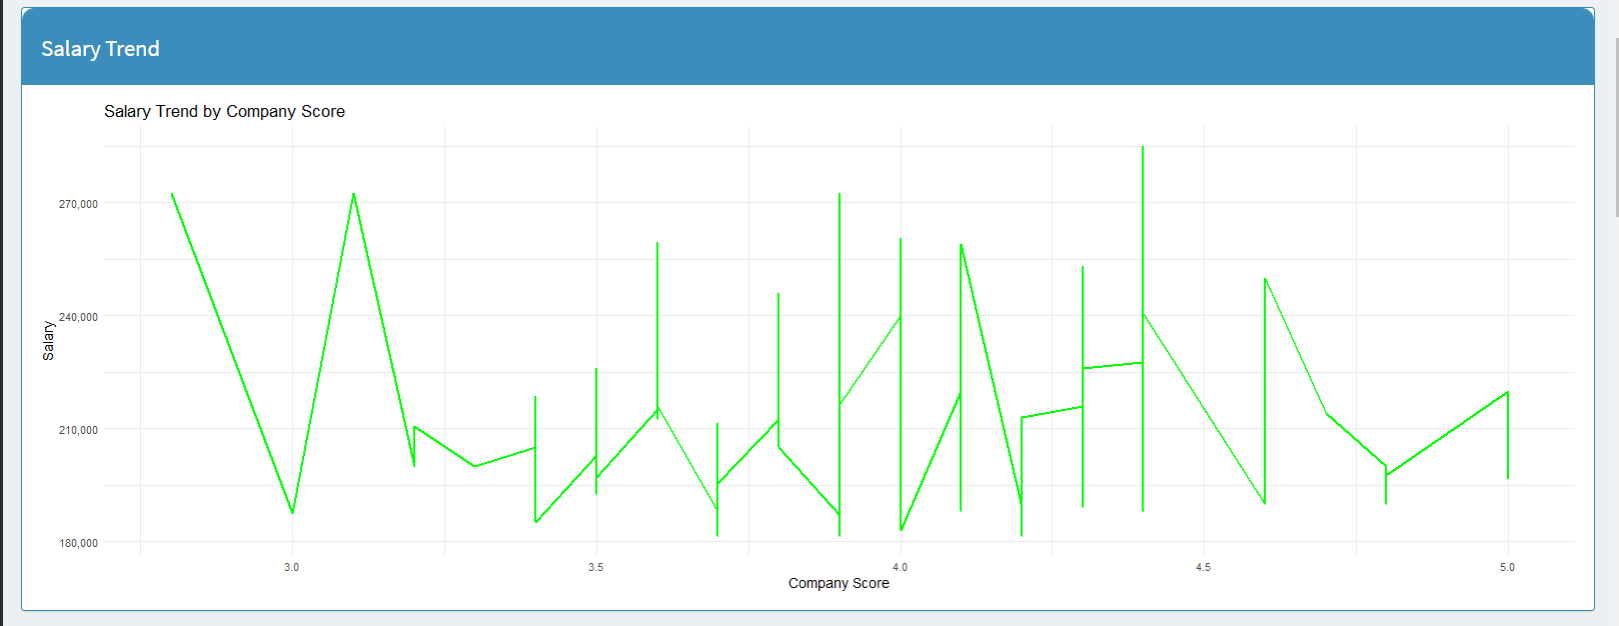 Salary Trend
Salary Trend by Company Score
270,000
240,000
210,000
180,000
Salary
3.0 3.5 4.0 4.5 5.0
Company Score